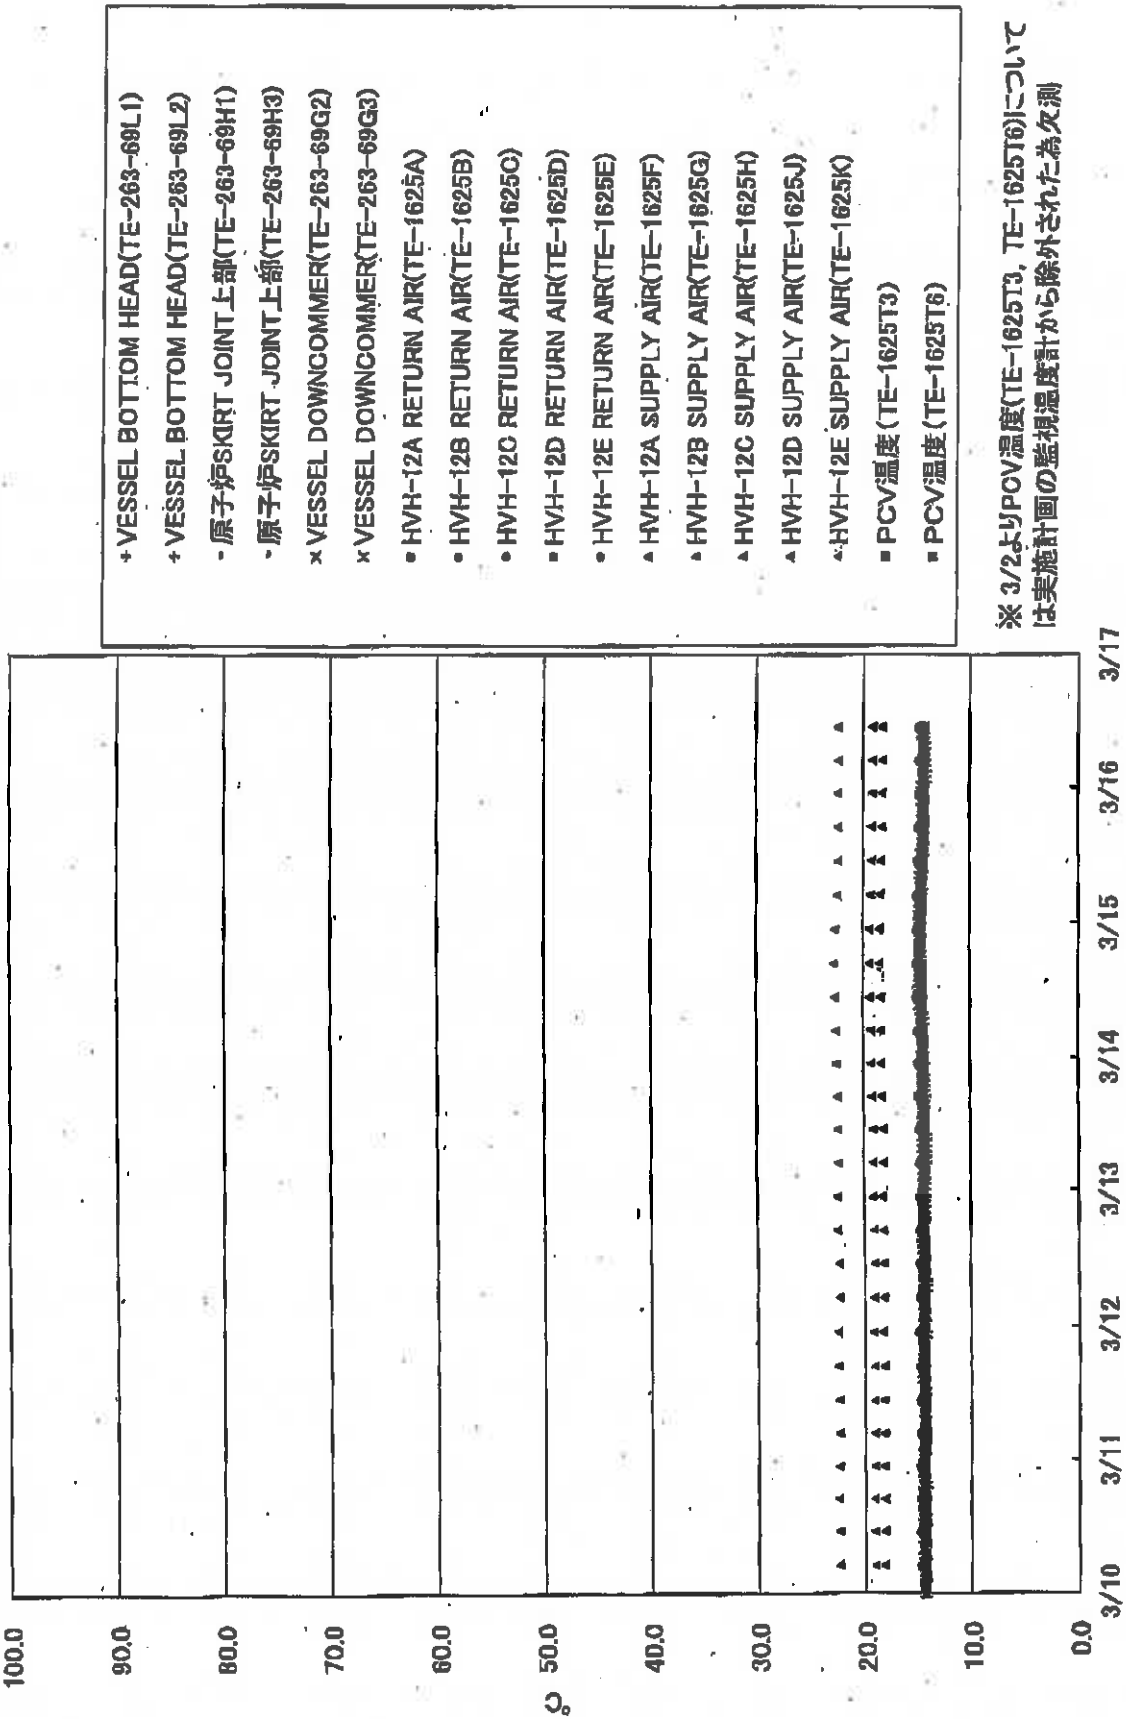 100.0
90.0
80.0
70.0
60.0
50.0
40.0
30.0
20.0
10.0
0.0
℃
3/10
3/11
3/12
3/13
3/14
3/15
3/16
3/17
+VESSEL BOTTOM HEAD(TE-263-69L1)
+VESSEL BOTTOM HEAD(TE-263-69L2)
-原子炉SKIRT JOINT上部(TE-263-69H1)
-原子炉SKIRT JOINT上部(TE-263-69H3)
×VESSEL DOWNCOMMER(TE-263-69G2)
×VESSEL DOWNCOMMER(TE-263-69G3)
●HVH-12A RETURN AIR(TE-1625A)
●HVH-12B RETURN AIR(TE-1625B)
●HVH-12C RETURN AIR(TE-1625C)
■HVH-12D RETURN AIR(TE-1625D)
●HVH-12E RETURN AIR(TE-1625E)
▲HVH-12A SUPPLY AIR(TE-1625F)
▲HVH-12B SUPPLY AIR(TE-1625G)
▲HVH-12C SUPPLY AIR(TE-1625H)
▲HVH-12D SUPPLY AIR(TE-1625J)
▲HVH-12E SUPPLY AIR(TE-1625K)
■PCV温度(TE-1625T3)
■PCV温度(TE-1625T6)
※ 3/2よりPCV温度(TE-1625T3, TE-1625T6)について
は実施計画の監視温度計から除外された為欠測